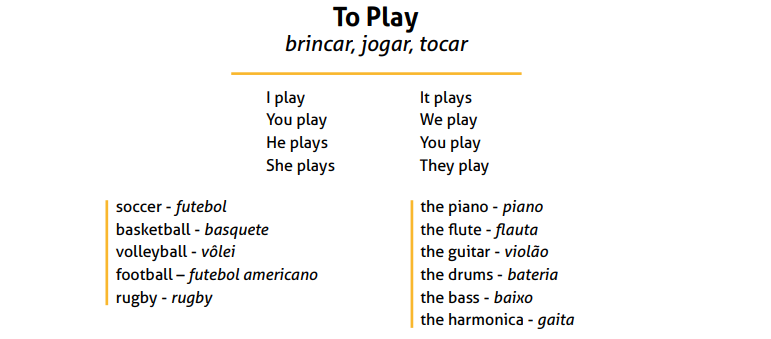 To Play
brincar, jogar, tocar
I play
You play
He plays
She plays
It plays
We play
You play
They play
soccer - futebol
basketball - basquete
volleyball - vôlei
football – futebol americano
rugby - rugby
the piano - piano
the flute - flauta
the guitar - violão
the drums - bateria
the bass - baixo
the harmonica - gaita